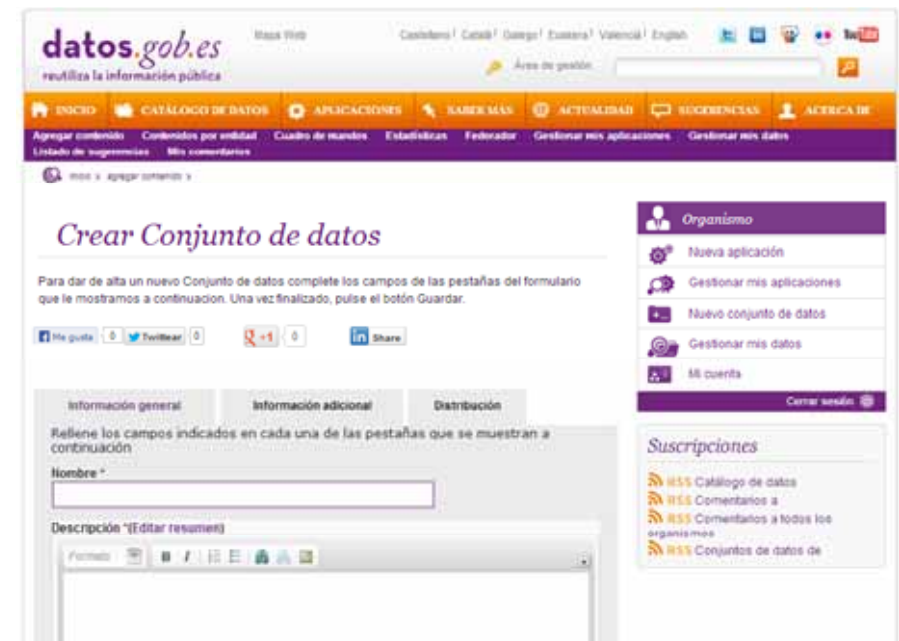 datos.gob.es
reutiliza la información pública
Mapa Web
Castellano | Català | Galego | Euskera | Valencià | English
You Tube
Área de gestión
INICIO CATÁLOGO DE DATOS APLICACIONES SABER MÁS ACTUALIDAD SUGERENCIAS ACERCA DE
Agregar contenido Contenidos por entidad Cuadro de mandos Estadísticas Federador Gestionar mis aplicaciones Gestionar mis datos
Listado de sugerencias Mis comentarios
Inicio » agregar contenido »
Crear Conjunto de datos
Para dar de alta un nuevo Conjunto de datos complete los campos de las pestañas del formulario
que le mostramos a continuacion. Una vez finalizado, pulse el botón Guardar.
Me gusta 0 Twittear 0 +1 0 in Share
Información general Información adicional Distribución
Rellene los campos indicados en cada una de las pestañas que se muestran a
continuación
Nombre *
Descripción *(Editar resumen)
Formato B I
Organismo
Nueva aplicación
Gestionar mis aplicaciones
Nuevo conjunto de datos
Gestionar mis datos
Mi cuenta
Cerrar sesión
Suscripciones
RSS Catálogo de datos
RSS Comentarios a
RSS Comentarios a todos los
organismos
RSS Conjuntos de datos de